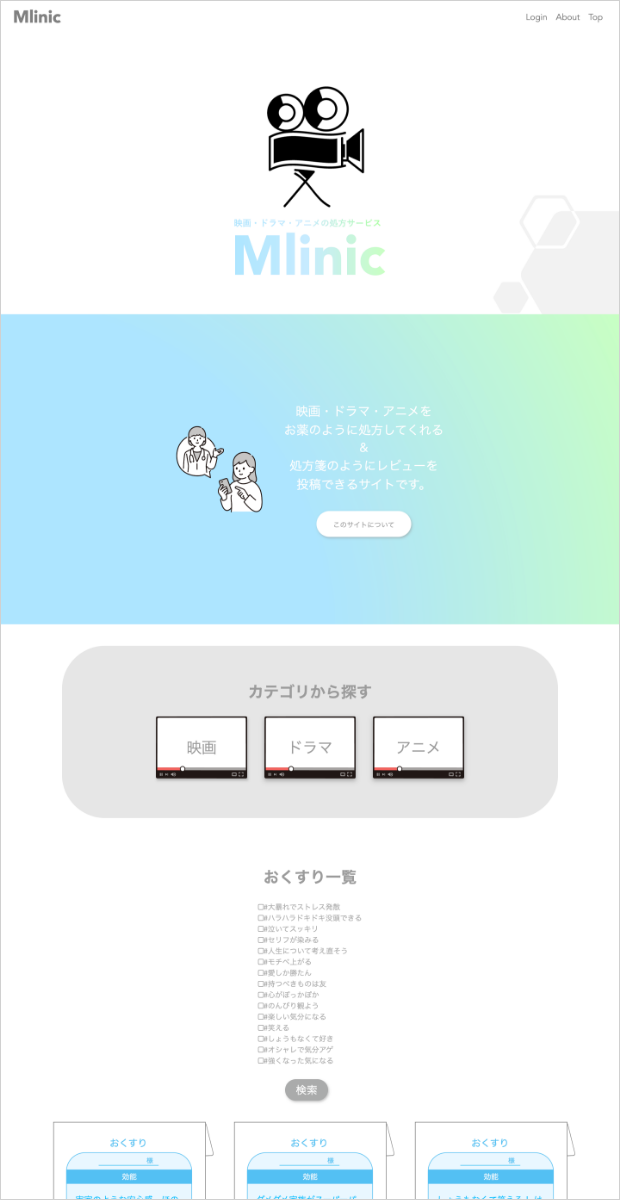 Mlinic
Login About Top
映画・ドラマ・アニメの処方サービス
Mlinic
映画・ドラマ・アニメを
お薬のように処方してくれる
&
処方箋のようにレビューを
投稿できるサイトです。
このサイトについて
カテゴリから探す
映画 ドラマ アニメ
おくすり一覧
#大暴れでストレス発散
#ハラハラドキドキ没頭できる
#泣いてスッキリ
#セリフが染みる
#人生について考え直そう
#モチベ上がる
#愛しか勝たん
#持つべきものは友
#心がぽっかぽか
#のんびり観よう
#楽しい気分になる
#笑える
#しょうもなくて好き
#オシャレで気分アゲ
#強くなった気になる
検索
おくすり おくすり おくすり
様 様 様
効能 効能 効能